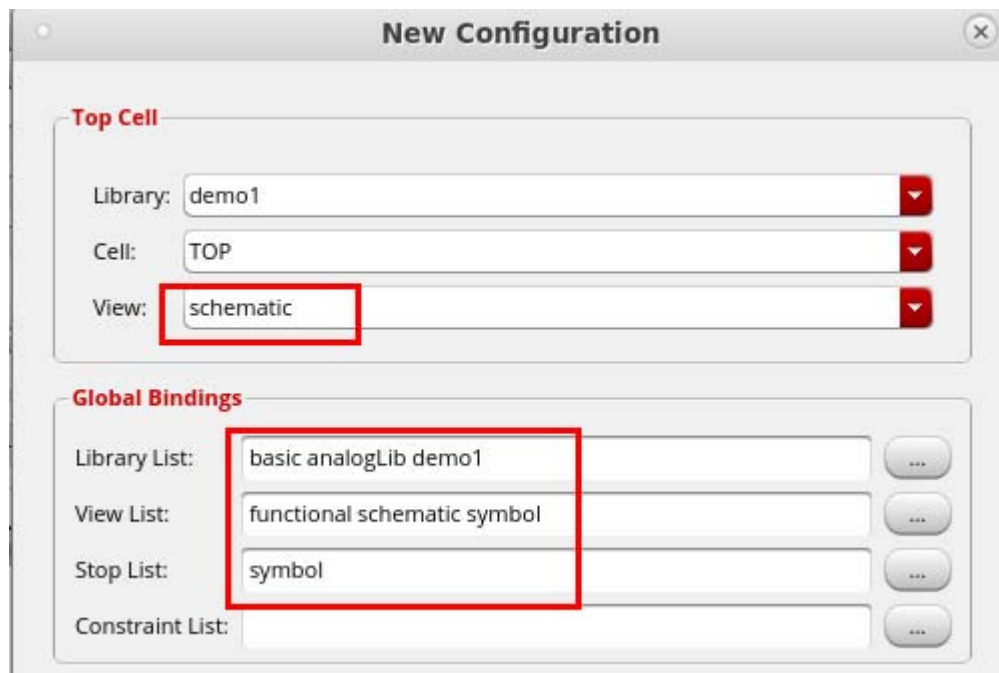 New Configuration
Top Cell
Library: demo1
Cell: TOP
View: schematic
Global Bindings
Library List: basic analogLib demo1 ...
View List: functional schematic symbol ...
Stop List: symbol ...
Constraint List: ...